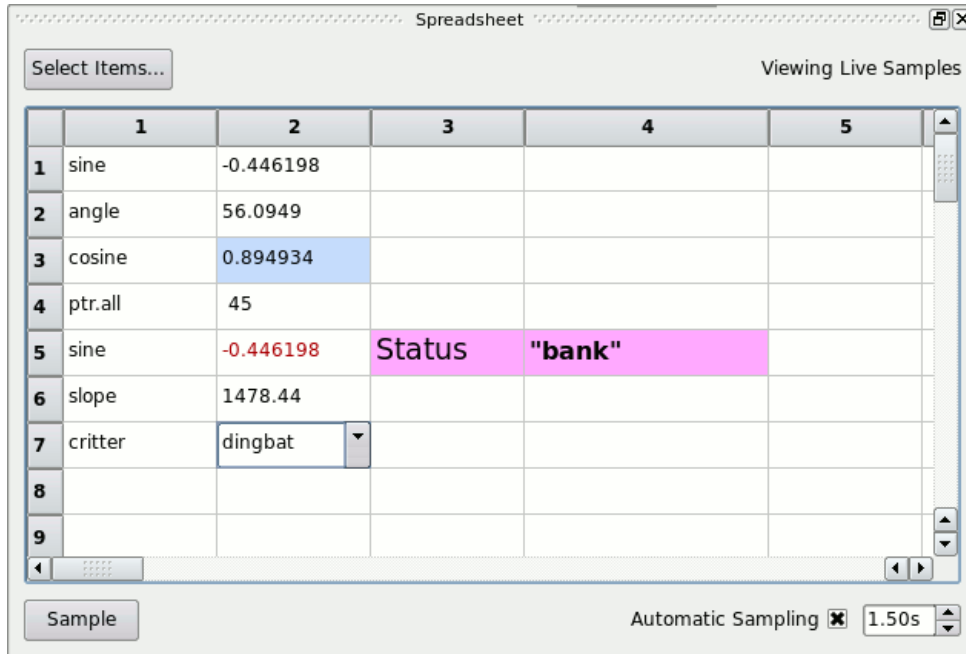 Spreadsheet
Select Items... Viewing Live Samples
1 2 3 4 5
1 sine -0.446198
2 angle 56.0949
3 cosine 0.894934
4 ptr.all 45
5 sine -0.446198 Status "bank"
6 slope 1478.44
7 critter dingbat
8
9
Sample Automatic Sampling 1.50s